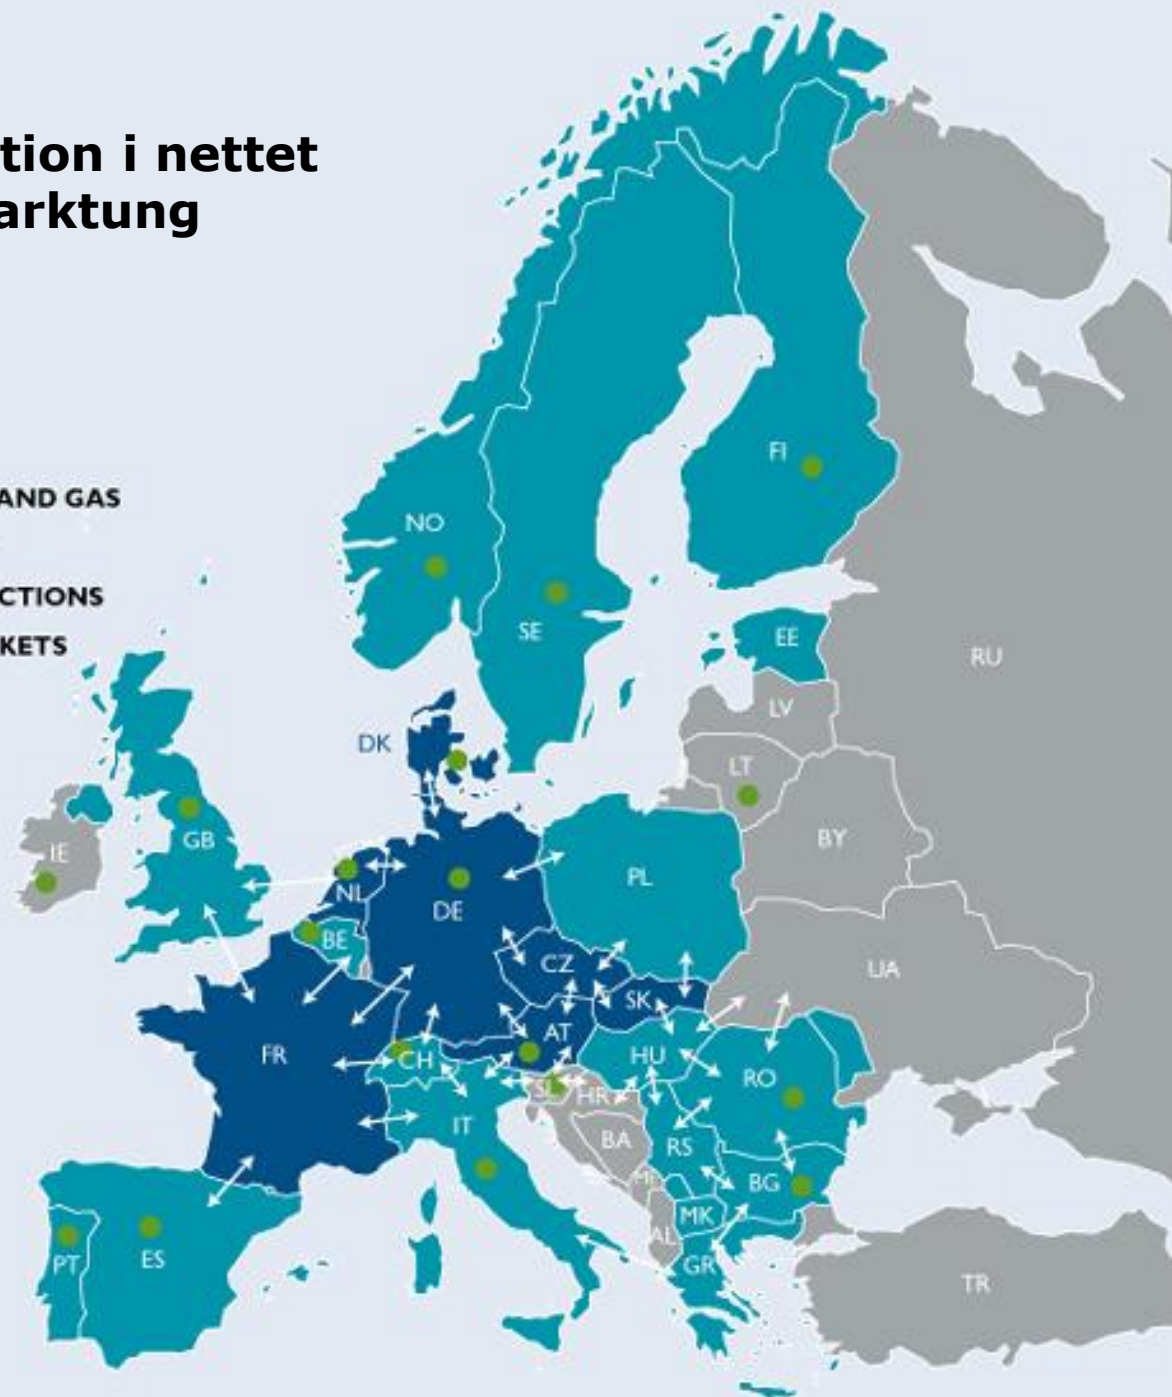 tion i nettet
arktung
AND GAS
CTIONS
KETS
FI
NO
SE
EE
RU
LV
DK
LT
BY
GB
IE
PL
NL
DE
BE
UA
CZ
SK
AT
FR
CH
HU
RO
HR
IT
BA
RS
BG
MK
AL
GR
PT
ES
TR